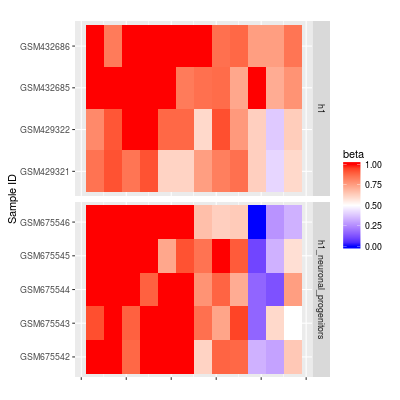 Sample ID
GSM432686
GSM432685
GSM429322
GSM429321
h1
GSM675546
GSM675545
GSM675544
GSM675543
GSM675542
h1_neuronal_progenitors
beta
1.00
0.75
0.50
0.25
0.00